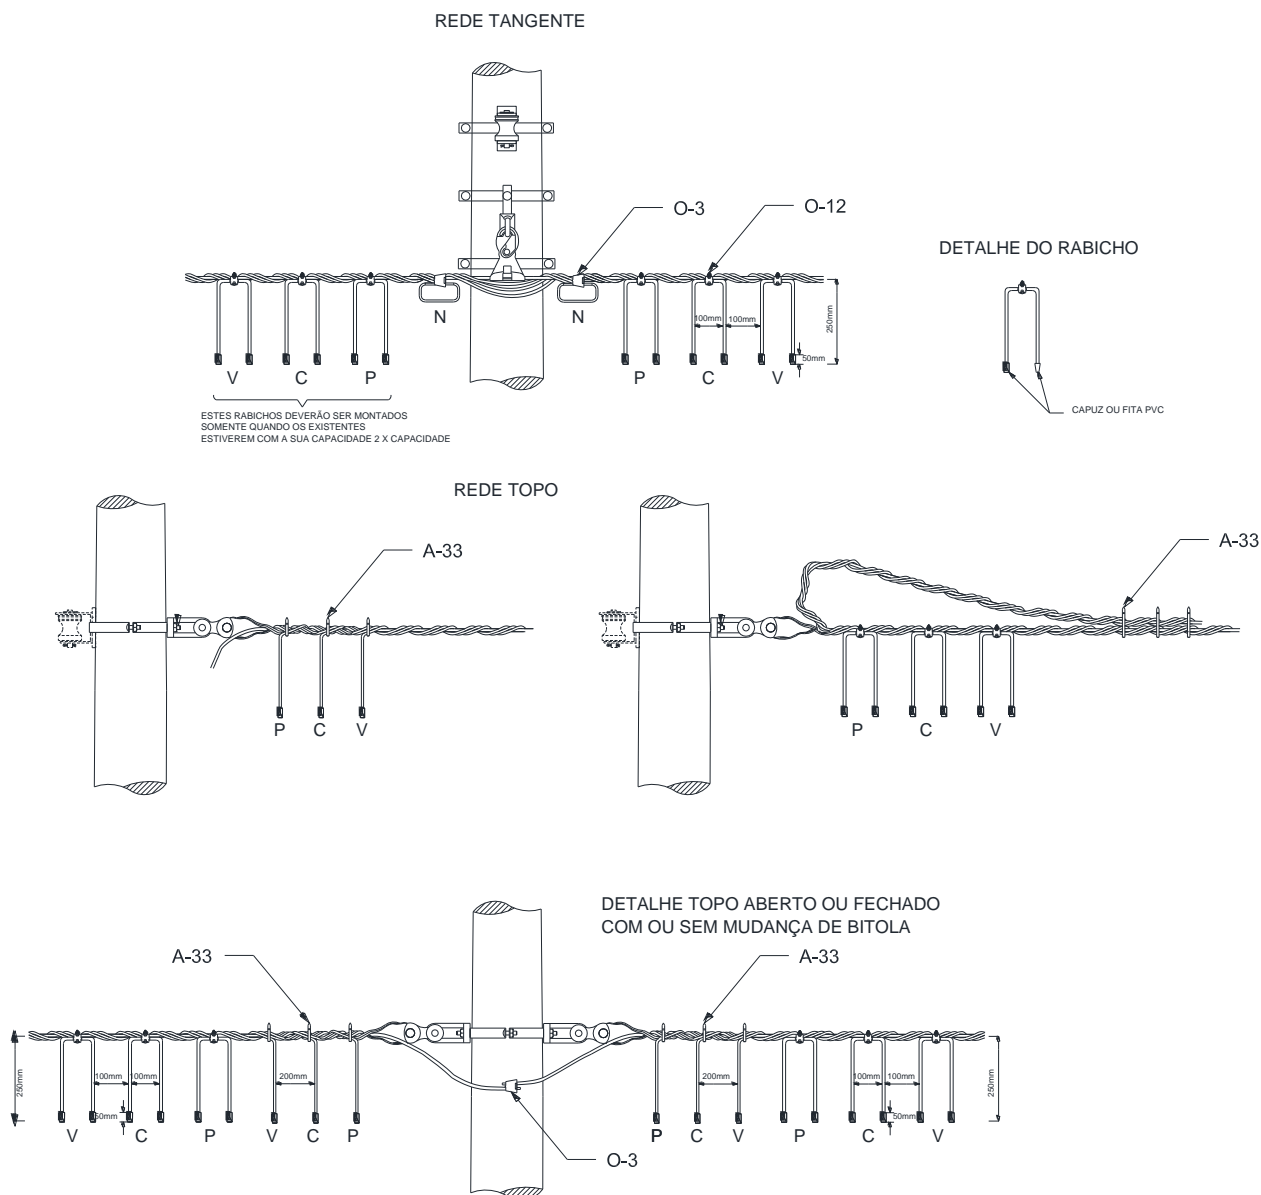 REDE TANGENTE
O-3
O-12
DETALHE DO RABICHO
N
N
100mm
100mm
250mm
50mm
V
C
P
P
C
V
ESTES RABICHOS DEVERÃO SER MONTADOS
SOMENTE QUANDO OS EXISTENTES
ESTIVEREM COM A SUA CAPACIDADE 2 X CAPACIDADE
CAPUZ OU FITA PVC
REDE TOPO
A-33
A-33
P
C
V
P
C
V
DETALHE TOPO ABERTO OU FECHADO
COM OU SEM MUDANÇA DE BITOLA
A-33
A-33
250mm
100mm
100mm
200mm
50mm
200mm
100mm
100mm
50mm
250mm
V
C
P
V
C
P
P
C
V
P
C
V
O-3